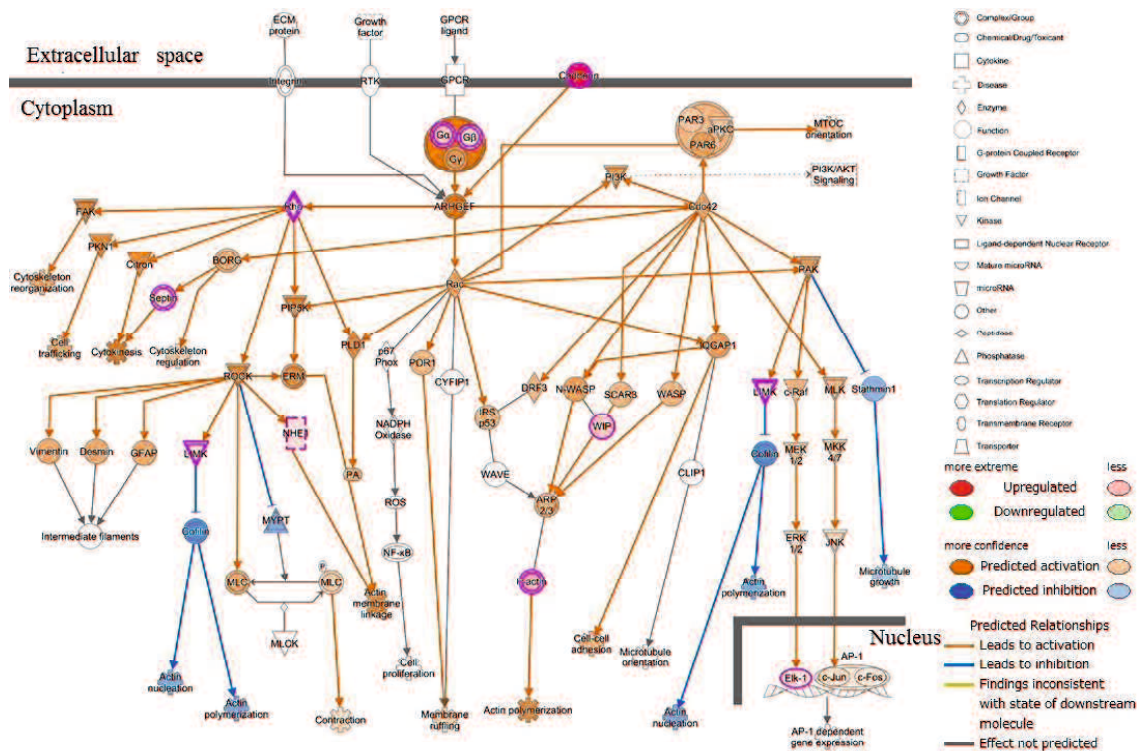 ECM
protein
Growth
factor
GPCR
ligand
Extracellular space
Integrin
RTK
GPCR
Cadherin
Cytoplasm
Gα
Gβ
Gγ
PAR3
aPKC
PAR6
MTOC
orientation
PI3K
PI3K/AKT
Signaling
FAK
Rho
ARHGEF
Cdc42
PKN1
Citron
BORG
Cytoskeleton
reorganization
Septin
PIP5K
Rac
PAK
Cell
trafficking
Cytokinesis
Cytoskeleton
regulation
PLD1
p67
Phox
POR1
CYFIP1
IQGAP1
ROCK
ERM
IRS
p53
DRF3
N-WASP
SCAR3
WASP
LIMK
c-Raf
MLK
Stathmin1
Vimentin
Desmin
GFAP
LIMK
NHE
NADPH
Oxidase
WIP
PA
WAVE
CLIP1
Cofilin
MEK
1/2
MKK
4/7
Intermediate filaments
Cofilin
MYPT
ROS
ARP
2/3
ERK
1/2
JNK
NF-κB
MLC
P
MLC
Actin
membrane
linkage
F-actin
Actin
polymerization
Microtubule
growth
MLCK
Cell
proliferation
Cell-cell
adhesion
Microtubule
orientation
Nucleus
AP-1
Elk-1
c-Jun
c-Fos
Actin
nucleation
Actin
polymerization
Contraction
Membrane
ruffling
Actin polymerization
Actin
nucleation
AP-1 dependent
gene expression
Complex/Group
Chemical/Drug/Toxicant
Cytokine
Disease
Enzyme
Function
G-protein Coupled Receptor
Growth Factor
Ion Channel
Kinase
Ligand-dependent Nuclear Receptor
Mature microRNA
microRNA
Other
Peptidase
Phosphatase
Transcription Regulator
Translation Regulator
Transmembrane Receptor
Transporter
more extreme
less
Upregulated
Downregulated
more confidence
less
Predicted activation
Predicted inhibition
Predicted Relationships
Leads to activation
Leads to inhibition
Findings inconsistent
with state of downstream
molecule
Effect not predicted